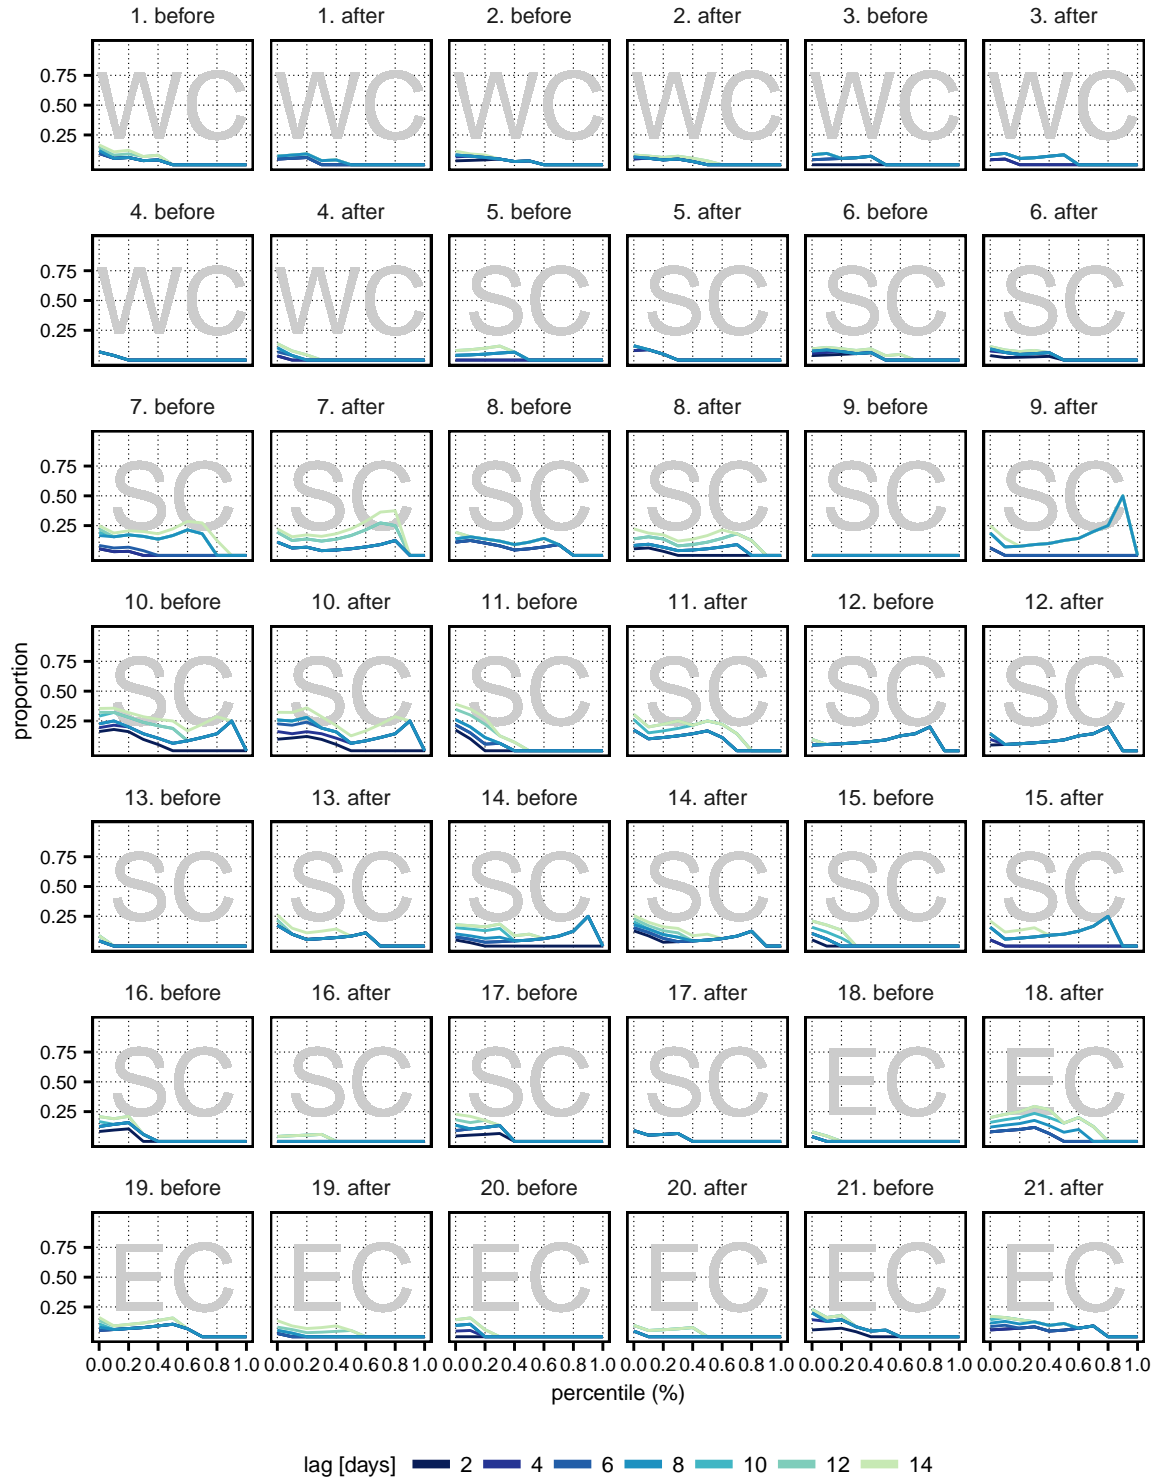 1. before 1. after 2. before 2. after 3. before 3. after
0.75 WC WC WC WC WC WC
0.50
0.25
4. before 4. after 5. before 5. after 6. before 6. after
0.75 WC WC SC SC SC SC
0.50
0.25
7. before 7. after 8. before 8. after 9. before 9. after
0.75 SC SC SC SC SC SC
0.50
0.25
10. before 10. after 11. before 11. after 12. before 12. after
0.75 SC SC SC SC SC SC
0.50
0.25
proportion
13. before 13. after 14. before 14. after 15. before 15. after
0.75 SC SC SC SC SC SC
0.50
0.25
16. before 16. after 17. before 17. after 18. before 18. after
0.75 SC SC SC SC EC EC
0.50
0.25
19. before 19. after 20. before 20. after 21. before 21. after
0.75 EC EC EC EC EC EC
0.50
0.25
0.0 0.2 0.4 0.6 0.8 1.0 0.0 0.2 0.4 0.6 0.8 1.0 0.0 0.2 0.4 0.6 0.8 1.0 0.0 0.2 0.4 0.6 0.8 1.0 0.0 0.2 0.4 0.6 0.8 1.0 0.0 0.2 0.4 0.6 0.8 1.0
percentile (%)
lag [days] 2 4 6 8 10 12 14